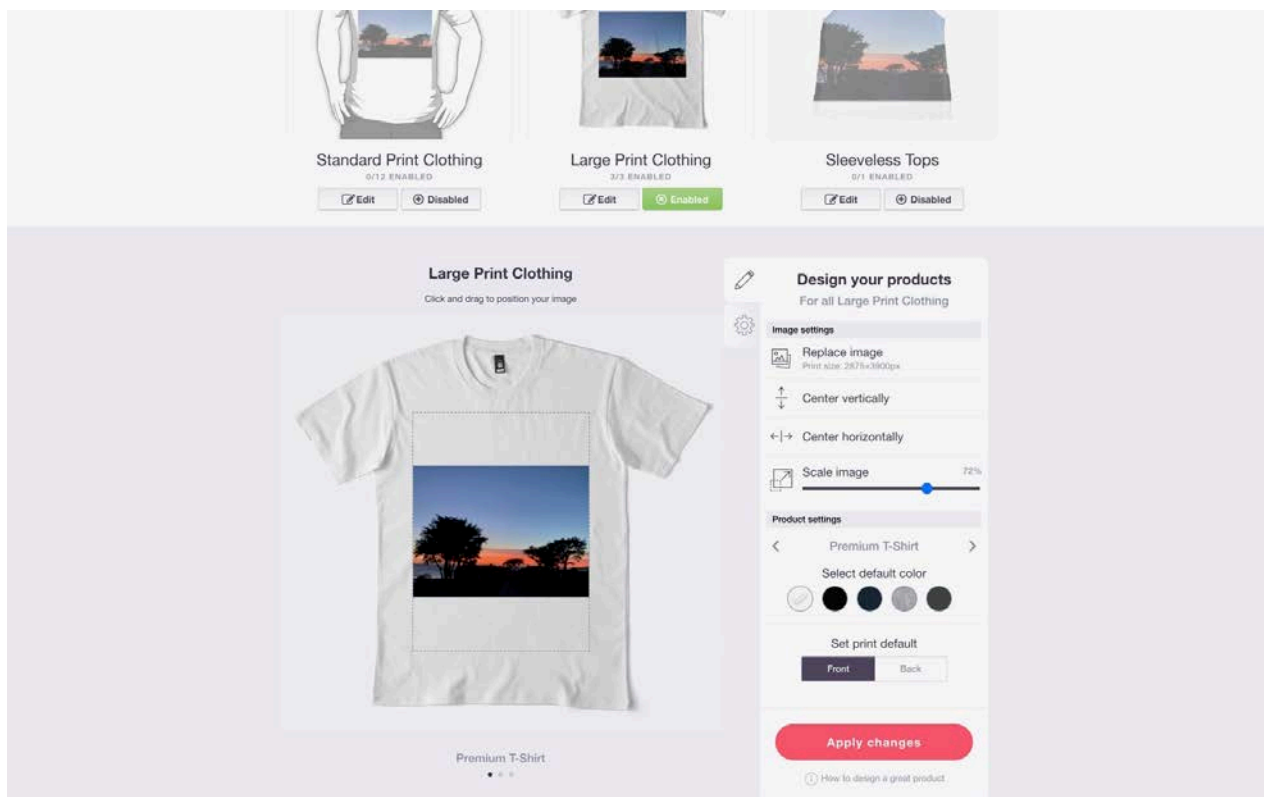 Standard Print Clothing
0/12 ENABLED
Edit
Disabled
Large Print Clothing
3/3 ENABLED
Edit
Enabled
Sleeveless Tops
0/1 ENABLED
Edit
Disabled
Large Print Clothing
Click and drag to position your image
Premium T-Shirt
Design your products
For all Large Print Clothing
Image settings
Replace image
Print size: 2875x3900px
Center vertically
Center horizontally
Scale image 72%
Product settings
Premium T-Shirt
Select default color
Set print default
Front Back
Apply changes
How to design a great product